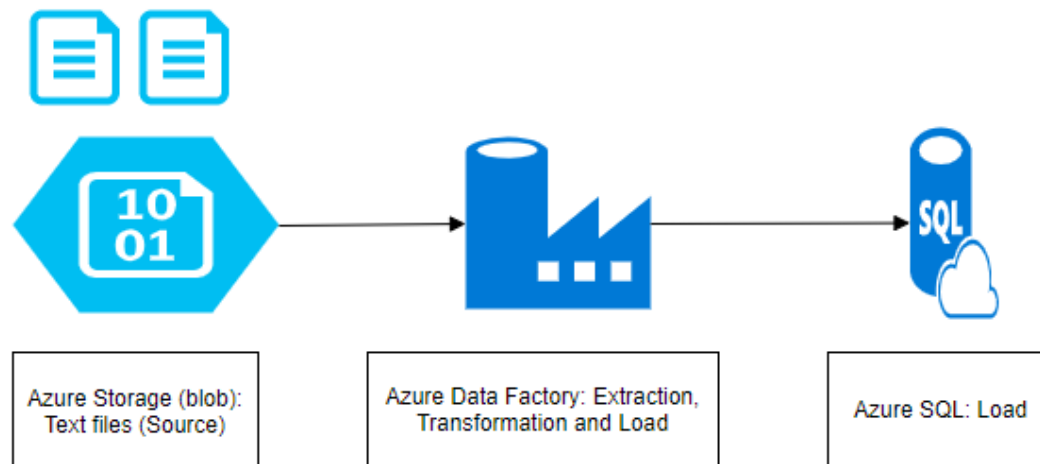 10
01
SQL
Azure Storage (blob):
Text files (Source)
Azure Data Factory: Extraction,
Transformation and Load
Azure SQL: Load